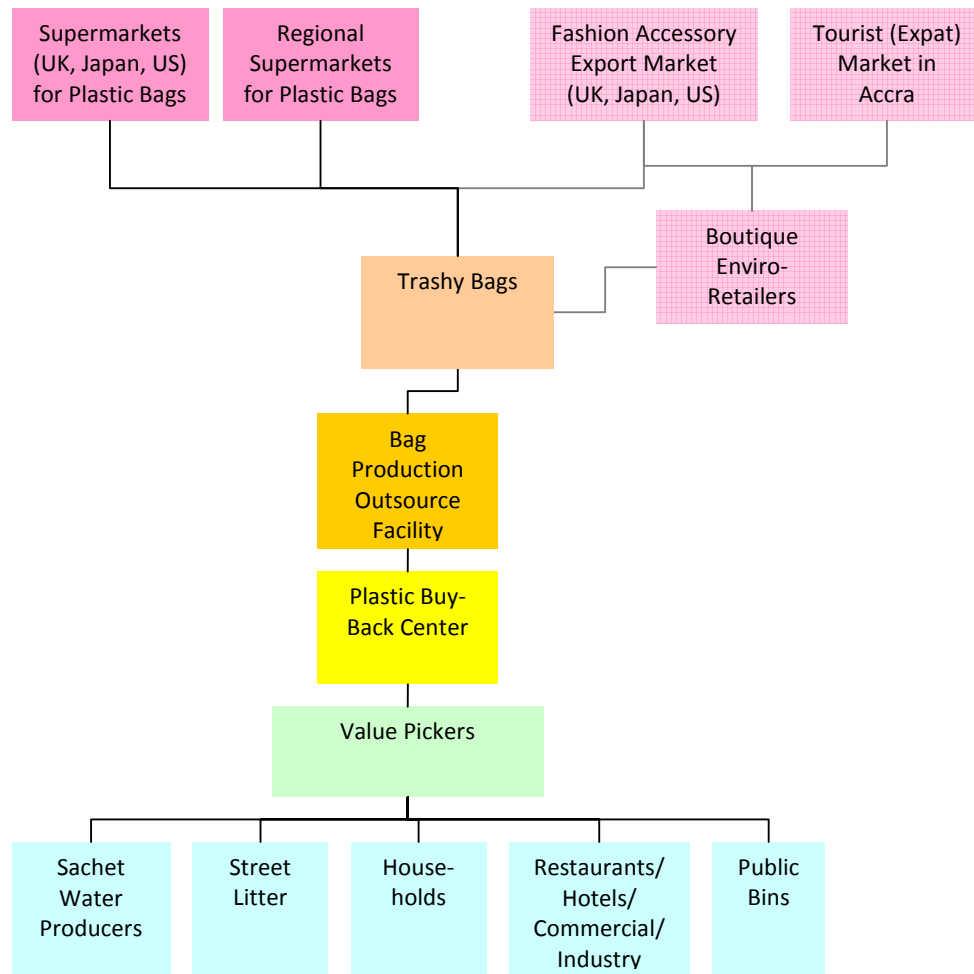 Supermarkets
(UK, Japan, US)
for Plastic Bags
Regional
Supermarkets
for Plastic Bags
Fashion Accessory
Export Market
(UK, Japan, US)
Tourist (Expat)
Market in
Accra
Boutique
Enviro-
Retailers
Trashy Bags
Bag
Production
Outsource
Facility
Plastic Buy-
Back Center
Value Pickers
Sachet
Water
Producers
Street
Litter
House-
holds
Restaurants/
Hotels/
Commercial/
Industry
Public
Bins